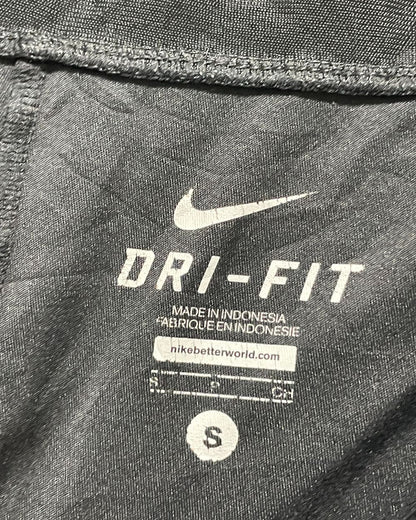 DRI-FIT
MADE IN INDONESIA
FABRIQUE EN INDONESIE
nikebetterworld.com
S P CH
S